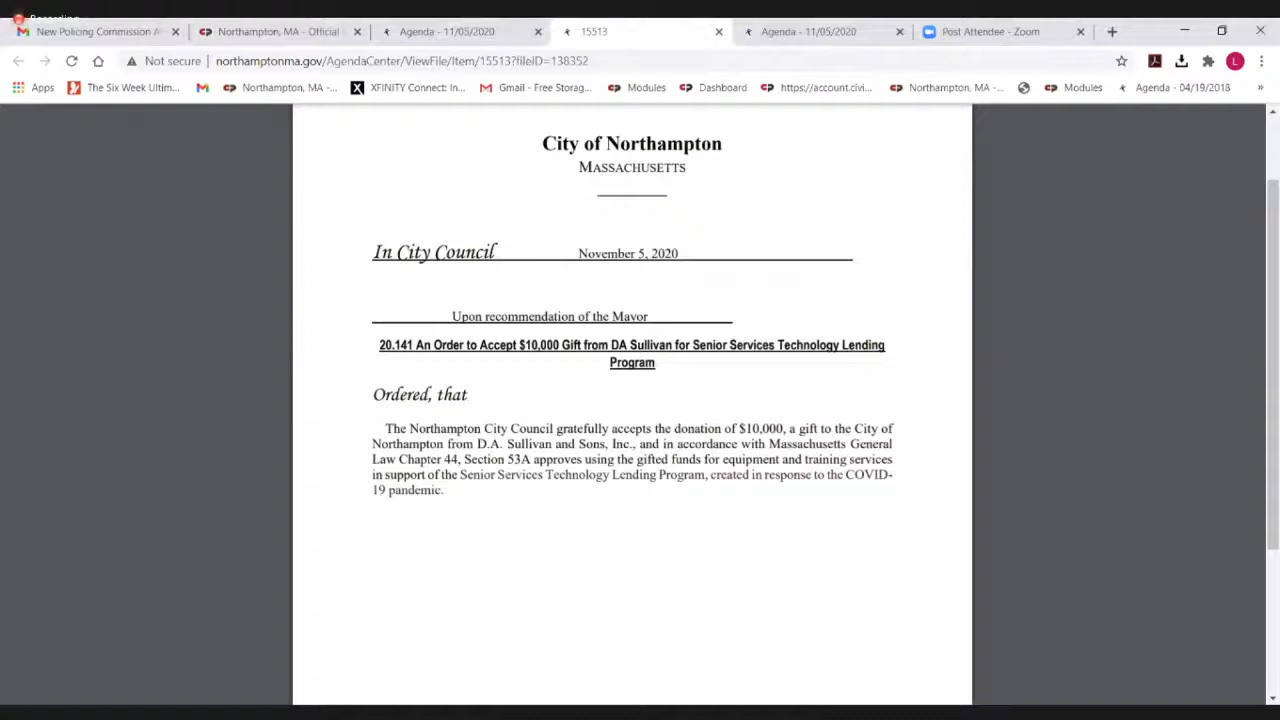 Recording
New Policing Commission A
Northampton, MA - Official
Agenda - 11/05/2020
15513
Agenda - 11/05/2020
Post Attendee - Zoom
Not secure | northamptonma.gov/AgendaCenter/ViewFile/Item/15513?fileID=138352
L
Apps
The Six Week Ultim...
Northampton, MA -...
XFINITY Connect: In...
Gmail - Free Storag...
Modules
Dashboard
https://account.civi...
Northampton, MA -...
Modules
Agenda - 04/19/2018
»
City of Northampton
MASSACHUSETTS
In City Council November 5, 2020
Upon recommendation of the Mayor
20.141 An Order to Accept $10,000 Gift from DA Sullivan for Senior Services Technology Lending
Program
Ordered, that
The Northampton City Council gratefully accepts the donation of $10,000, a gift to the City of
Northampton from D.A. Sullivan and Sons, Inc., and in accordance with Massachusetts General
Law Chapter 44, Section 53A approves using the gifted funds for equipment and training services
in support of the Senior Services Technology Lending Program, created in response to the COVID-
19 pandemic.